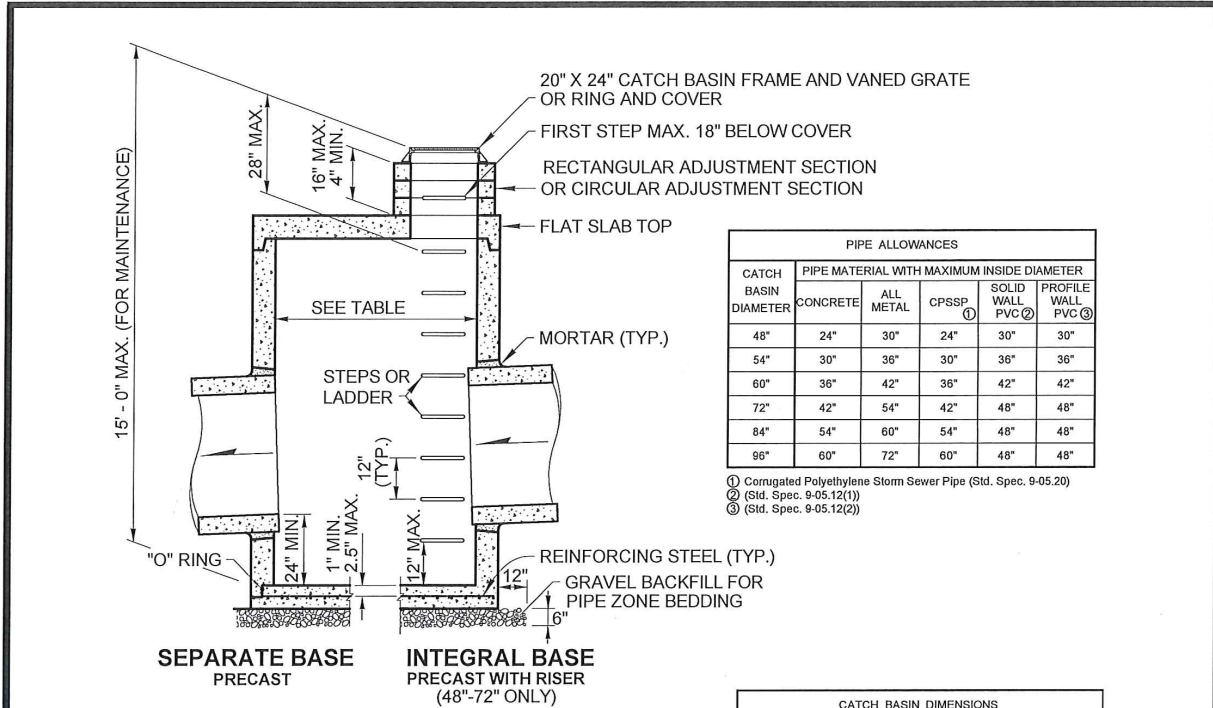 20" X 24" CATCH BASIN FRAME AND VANED GRATE
OR RING AND COVER
FIRST STEP MAX. 18" BELOW COVER
RECTANGULAR ADJUSTMENT SECTION
OR CIRCULAR ADJUSTMENT SECTION
FLAT SLAB TOP
28" MAX.
16" MAX.
4" MIN.
15' - 0" MAX. (FOR MAINTENANCE)
SEE TABLE
MORTAR (TYP.)
STEPS OR
LADDER
12"
(TYP.)
24" MIN.
1" MIN.
2.5" MAX.
12" MAX.
"O" RING
REINFORCING STEEL (TYP.)
12"
GRAVEL BACKFILL FOR
PIPE ZONE BEDDING
6"
SEPARATE BASE
PRECAST
INTEGRAL BASE
PRECAST WITH RISER
(48"-72" ONLY)
PIPE ALLOWANCES
CATCH
BASIN
DIAMETER
PIPE MATERIAL WITH MAXIMUM INSIDE DIAMETER
CONCRETE
ALL
METAL
CPSSP
①
SOLID
WALL
PVC ②
PROFILE
WALL
PVC ③
48" 24" 30" 24" 30" 30"
54" 30" 36" 30" 36" 36"
60" 36" 42" 36" 42" 42"
72" 42" 54" 42" 48" 48"
84" 54" 60" 54" 48" 48"
96" 60" 72" 60" 48" 48"
① Corrugated Polyethylene Storm Sewer Pipe (Std. Spec. 9-05.20)
② (Std. Spec. 9-05.12(1))
③ (Std. Spec. 9-05.12(2))
CATCH BASIN DIMENSIONS